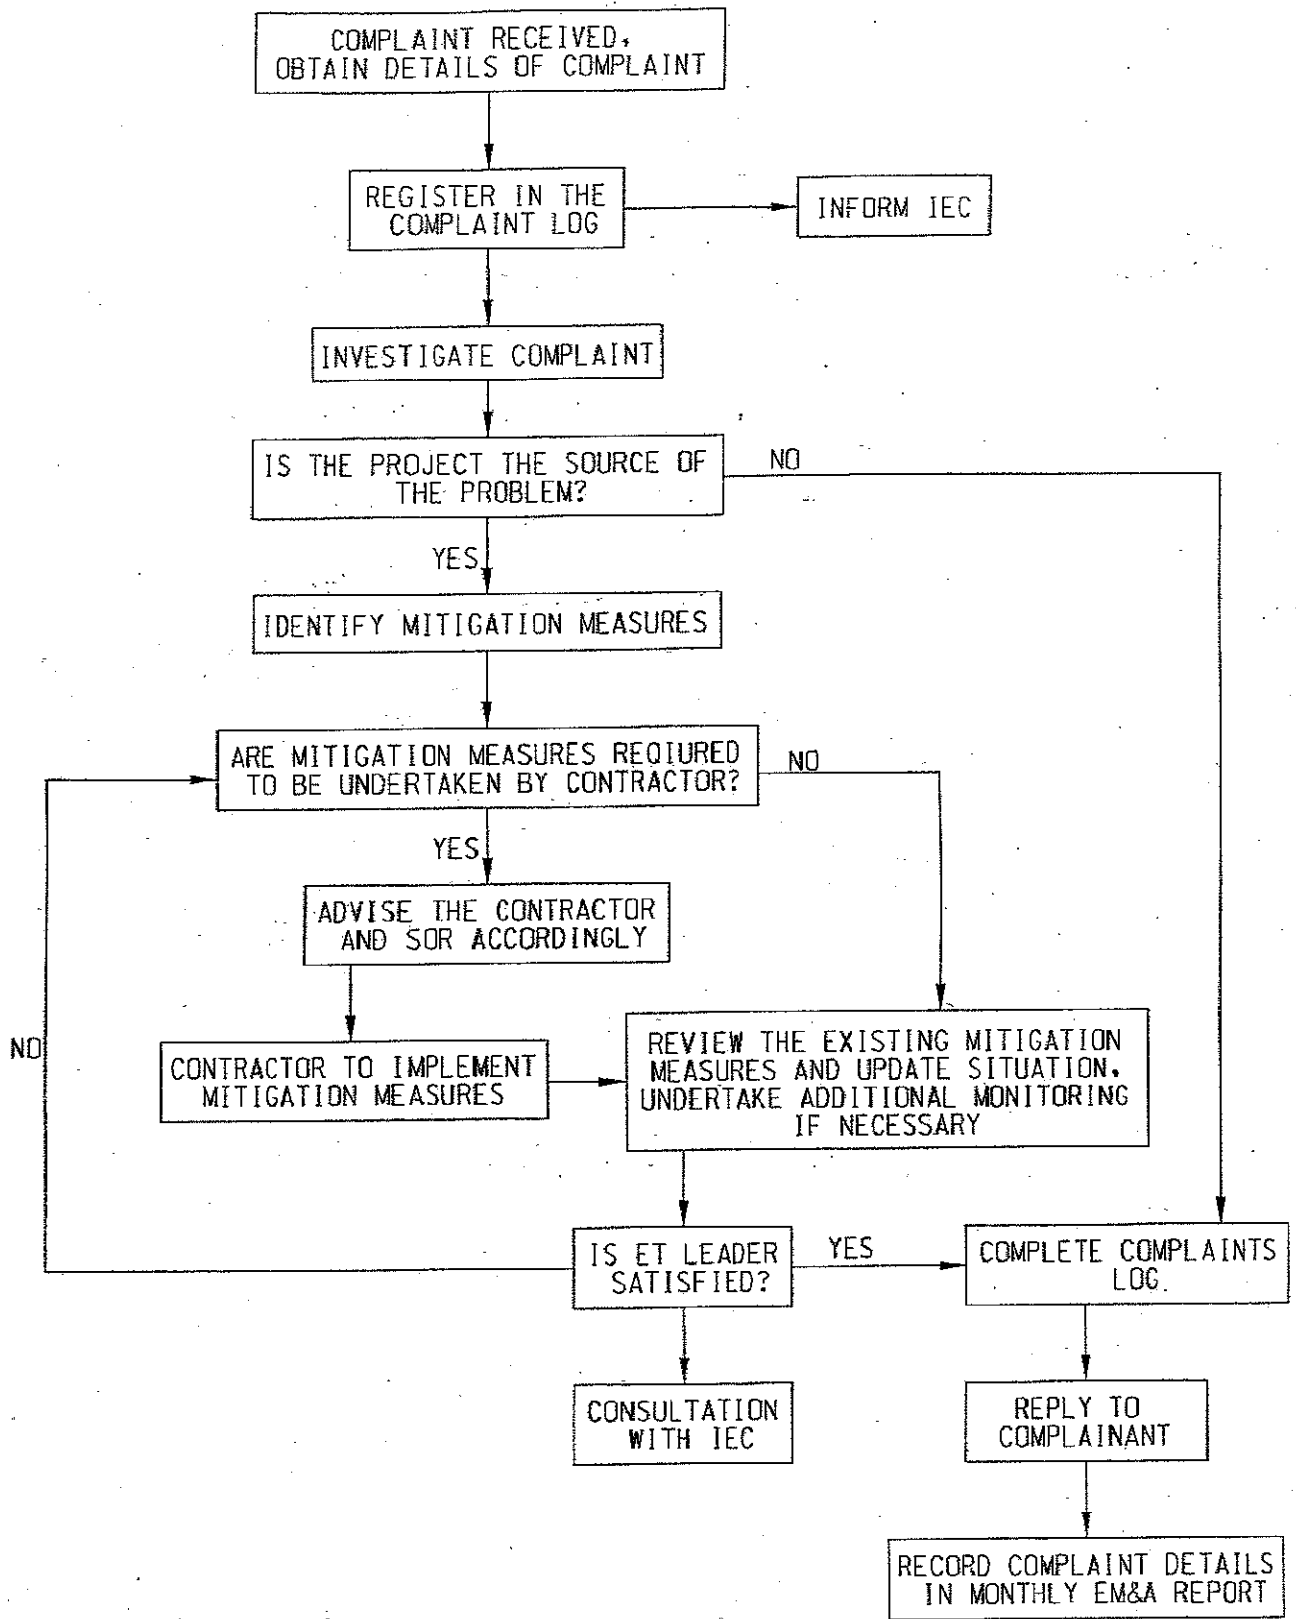 COMPLAINT RECEIVED,
OBTAIN DETAILS OF COMPLAINT
REGISTER IN THE
COMPLAINT LOG
INFORM IEC
INVESTIGATE COMPLAINT
IS THE PROJECT THE SOURCE OF
THE PROBLEM?
NO
YES
IDENTIFY MITIGATION MEASURES
ARE MITIGATION MEASURES REQIURED
TO BE UNDERTAKEN BY CONTRACTOR?
NO
YES
ADVISE THE CONTRACTOR
AND SOR ACCORDINGLY
NO
CONTRACTOR TO IMPLEMENT
MITIGATION MEASURES
REVIEW THE EXISTING MITIGATION
MEASURES AND UPDATE SITUATION.
UNDERTAKE ADDITIONAL MONITORING
IF NECESSARY
IS ET LEADER
SATISFIED?
YES
COMPLETE COMPLAINTS
LOG.
CONSULTATION
WITH IEC
REPLY TO
COMPLAINANT
RECORD COMPLAINT DETAILS
IN MONTHLY EM&A REPORT